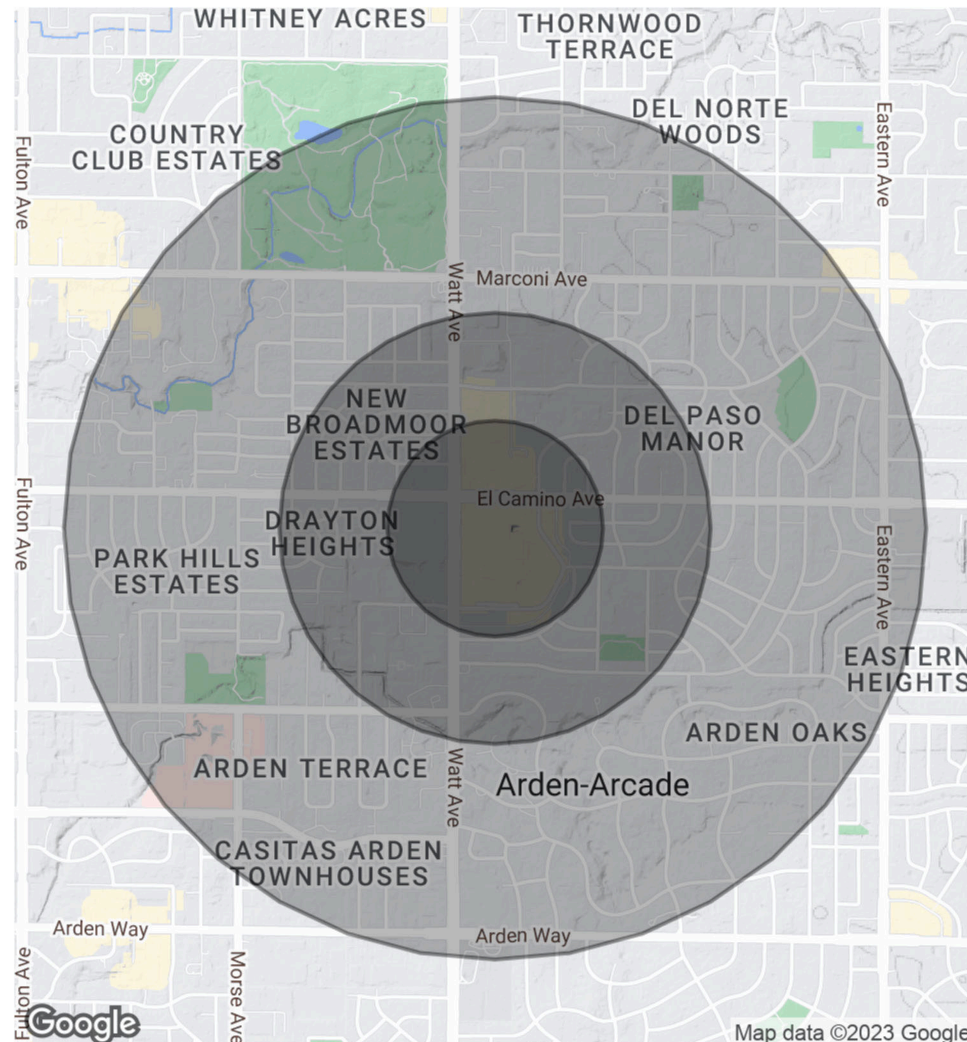 WHITNEY ACRES
THORNWOOD
TERRACE
DEL NORTE
WOODS
COUNTRY
CLUB ESTATES
Fulton Ave
Eastern Ave
Watt Ave
Marconi Ave
NEW
BROADMOOR
ESTATES
DEL PASO
MANOR
El Camino Ave
DRAYTON
HEIGHTS
PARK HILLS
ESTATES
Fulton Ave
Eastern Ave
EASTERN
HEIGHTS
ARDEN OAKS
ARDEN TERRACE
Watt Ave
Arden-Arcade
CASITAS ARDEN
TOWNHOUSES
Arden Way
Arden Way
Fulton Ave
Morse Ave
Google
Map data ©2023 Google